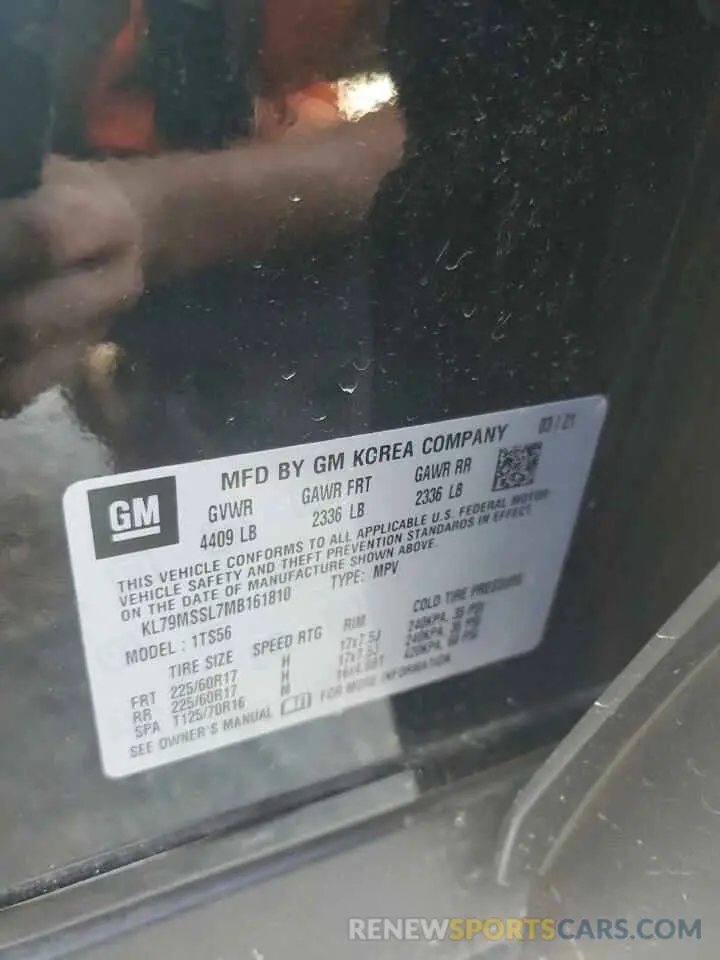 MFD BY GM KOREA COMPANY 03/21
GM
GVWR GAWR FRT GAWR RR
4409 LB 2336 LB 2336 LB
THIS VEHICLE CONFORMS TO ALL APPLICABLE U.S. FEDERAL MOTOR
VEHICLE SAFETY AND THEFT PREVENTION STANDARDS IN EFFECT
ON THE DATE OF MANUFACTURE SHOWN ABOVE.
KL79MSSL7MB161810 TYPE: MPV
MODEL: 1TS56
TIRE SIZE SPEED RTG RIM COLD TIRE PRESSURE
FRT 225/60R17 H 17x7.5J 240KPA, 35 PSI
RR 225/60R17 H 17x7.5J 240KPA, 35 PSI
SPA T125/70R16 M 420KPA, 60 PSI
SEE OWNER'S MANUAL FOR MORE INFORMATION
RENEWSPORTSCARS.COM